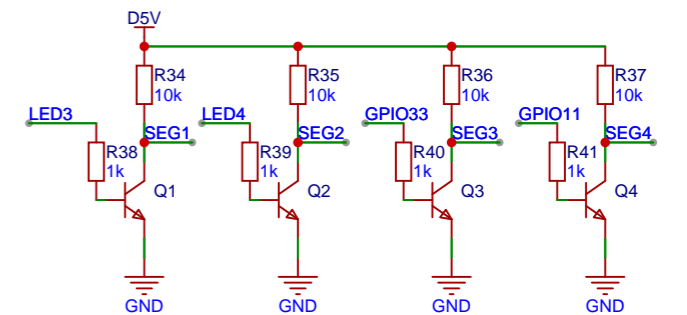 D5V
R34
10k
R35
10k
R36
10k
R37
10k
LED3
SEG1
LED4
SEG2
GPIO33
SEG3
GPIO11
SEG4
R38
1k
R39
1k
R40
1k
R41
1k
Q1
Q2
Q3
Q4
GND
GND
GND
GND